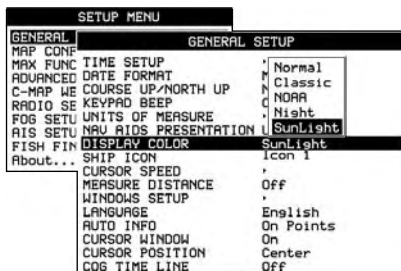 SETUP MENU
GENERAL
MAP CONF
MAX FUNC
ADVANCED
C-MAP WE
RADIO SE
FOG SETU
AIS SETU
FISH FIN
About...
GENERAL SETUP
TIME SETUP
DATE FORMAT M
COURSE UP/NORTH UP N
KEYPAD BEEP
UNITS OF MEASURE
NAV AIDS PRESENTATION U
DISPLAY COLOR SunLight
SHIP ICON Icon 1
CURSOR SPEED
MEASURE DISTANCE Off
WINDOWS SETUP
LANGUAGE English
AUTO INFO On Points
CURSOR WINDOW On
CURSOR POSITION Center
COG TIME LINE Off
Normal
Classic
NOAA
Night
SunLight